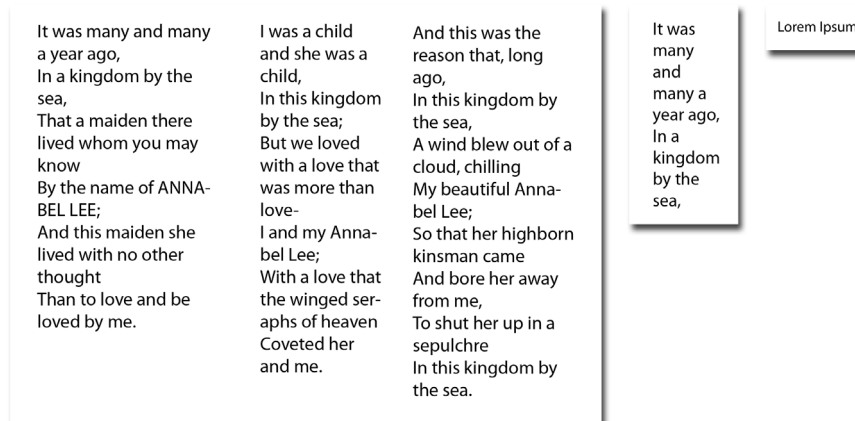 It was many and many
a year ago,
In a kingdom by the
sea,
That a maiden there
lived whom you may
know
By the name of ANNA-
BEL LEE;
And this maiden she
lived with no other
thought
Than to love and be
loved by me.
I was a child
and she was a
child,
In this kingdom
by the sea;
But we loved
with a love that
was more than
love-
I and my Anna-
bel Lee;
With a love that
the winged ser-
aphs of heaven
Coveted her
and me.
And this was the
reason that, long
ago,
In this kingdom by
the sea,
A wind blew out of a
cloud, chilling
My beautiful Anna-
bel Lee;
So that her highborn
kinsman came
And bore her away
from me,
To shut her up in a
sepulchre
In this kingdom by
the sea.
It was
many
and
many a
year ago,
In a
kingdom
by the
sea,
Lorem Ipsum